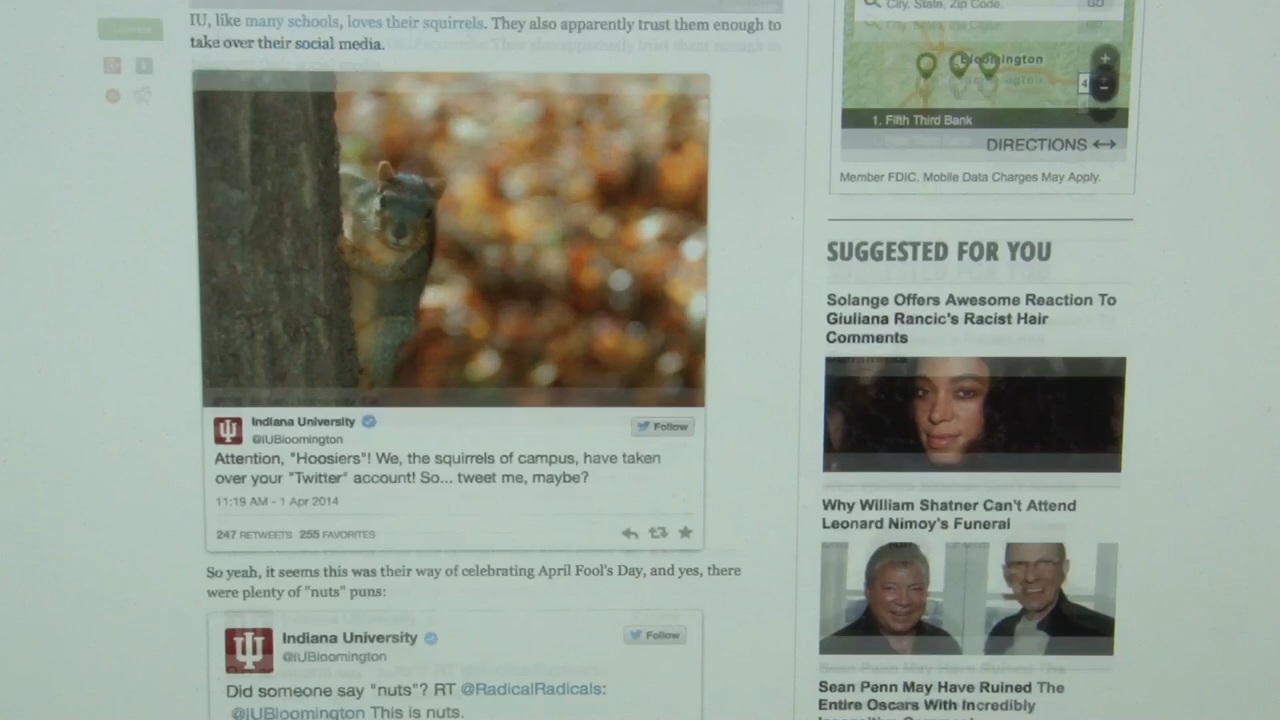 IU, like many schools, loves their squirrels. They also apparently trust them enough to
take over their social media.
Indiana University
@IUBloomington
Follow
Attention, "Hoosiers"! We, the squirrels of campus, have taken
over your "Twitter" account! So... tweet me, maybe?
11:19 AM - 1 Apr 2014
247 RETWEETS 255 FAVORITES
So yeah, it seems this was their way of celebrating April Fool's Day, and yes, there
were plenty of "nuts" puns:
Indiana University
@IUBloomington
Follow
Did someone say "nuts"? RT @RadicalRadicals:
@IUBloomington This is nuts.
City, State, Zip Code
GO
Bloomington
4
1. Fifth Third Bank
DIRECTIONS
Member FDIC. Mobile Data Charges May Apply.
SUGGESTED FOR YOU
Solange Offers Awesome Reaction To
Giuliana Rancic's Racist Hair
Comments
Why William Shatner Can't Attend
Leonard Nimoy's Funeral
Sean Penn May Have Ruined The
Entire Oscars With Incredibly